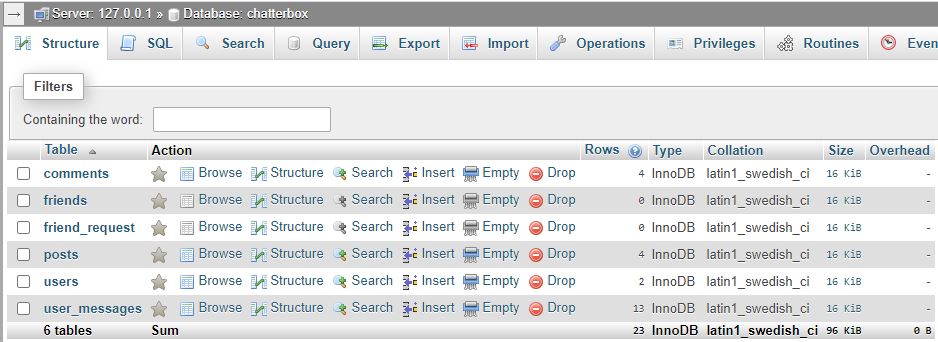 Server: 127.0.0.1 » Database: chatterbox
Structure SQL Search Query Export Import Operations Privileges Routines Even
Filters
Containing the word:
Table Action Rows Type Collation Size Overhead
comments Browse Structure Search Insert Empty Drop 4 InnoDB latin1_swedish_ci 16 KiB -
friends Browse Structure Search Insert Empty Drop 0 InnoDB latin1_swedish_ci 16 KiB -
friend_request Browse Structure Search Insert Empty Drop 0 InnoDB latin1_swedish_ci 16 KiB -
posts Browse Structure Search Insert Empty Drop 4 InnoDB latin1_swedish_ci 16 KiB -
users Browse Structure Search Insert Empty Drop 2 InnoDB latin1_swedish_ci 16 KiB -
user_messages Browse Structure Search Insert Empty Drop 13 InnoDB latin1_swedish_ci 16 KiB -
6 tables Sum 23 InnoDB latin1_swedish_ci 96 KiB 0 B